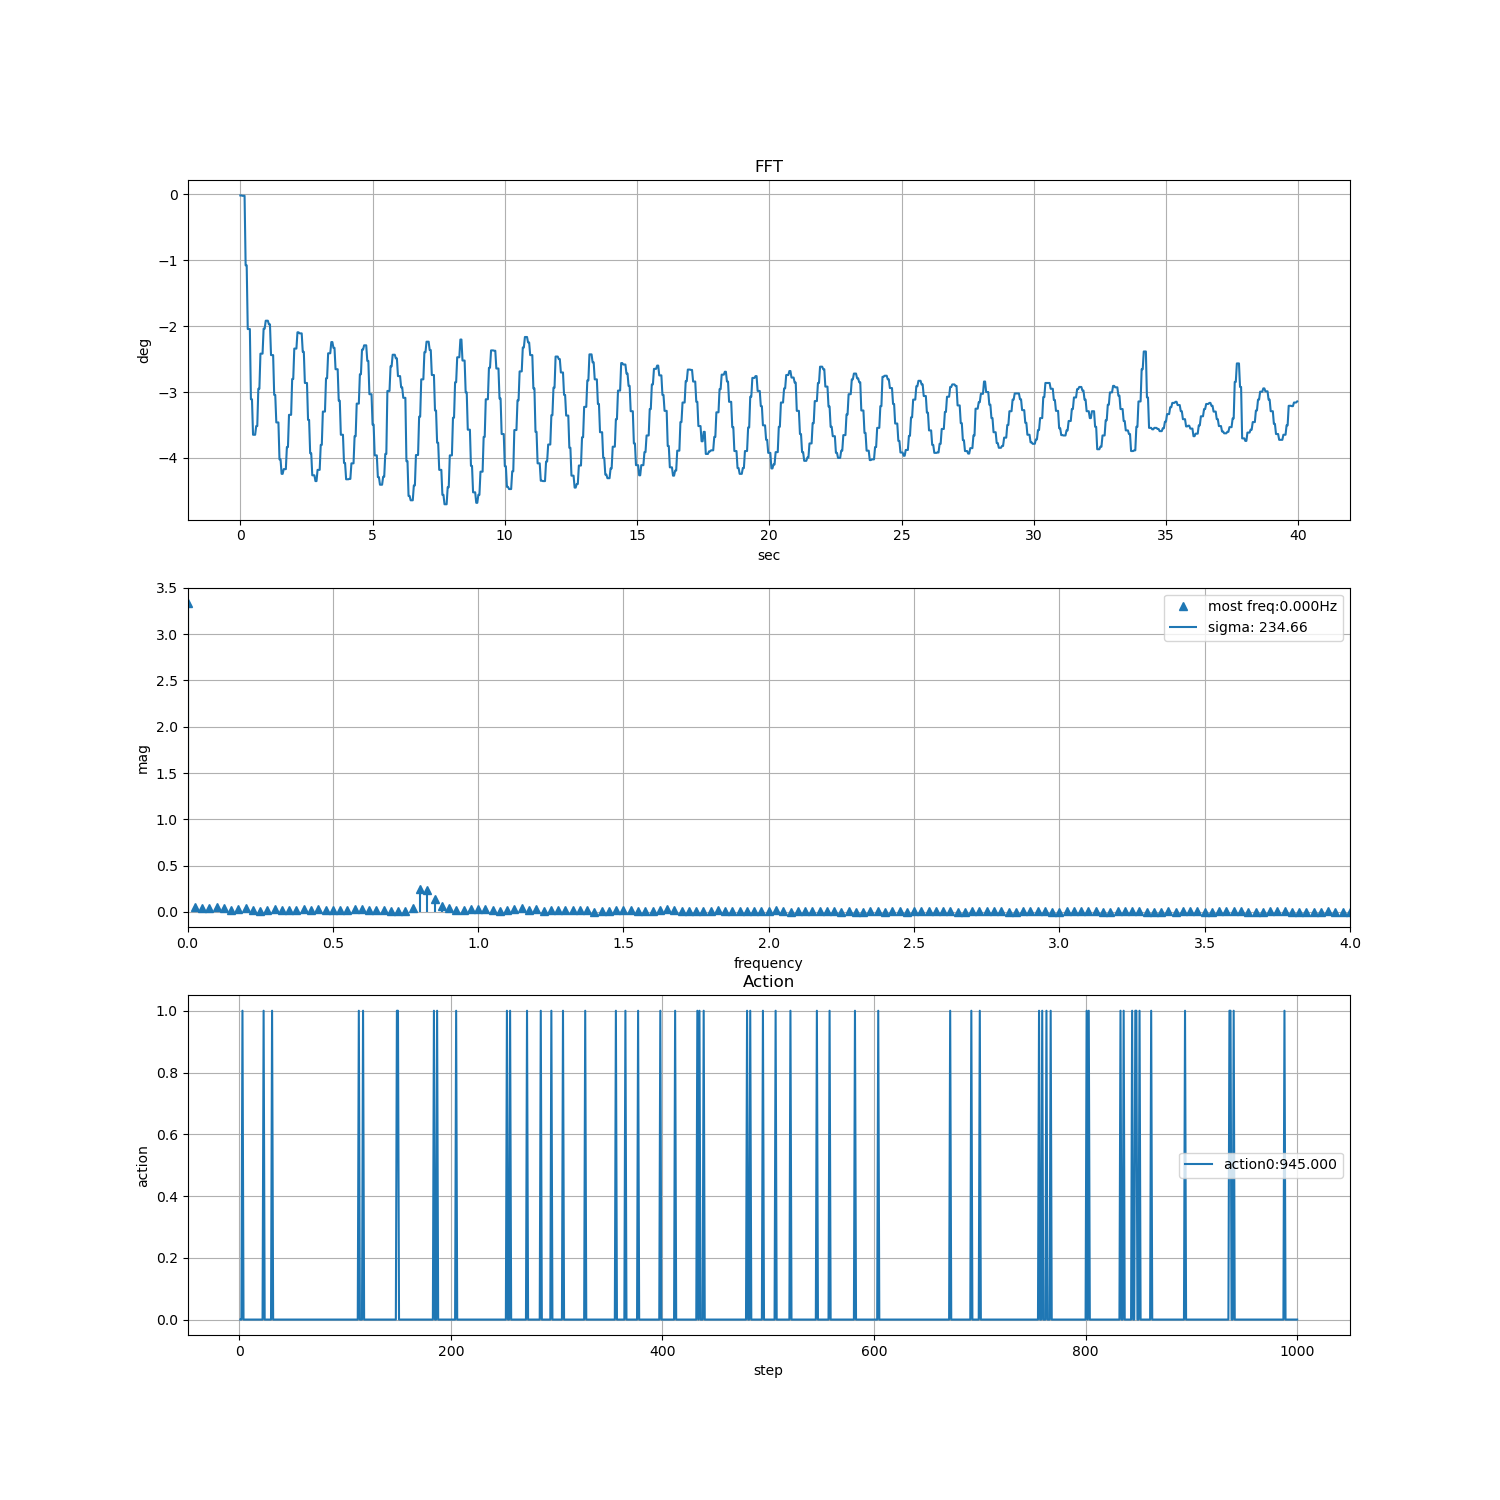 FFT
0
−1
−2
−3
−4
deg
0 5 10 15 20 25 30 35 40
sec
3.5
3.0
2.5
2.0
1.5
1.0
0.5
0.0
mag
most freq:0.000Hz
sigma: 234.66
0.0 0.5 1.0 1.5 2.0 2.5 3.0 3.5 4.0
frequency
Action
1.0
0.8
0.6
0.4
0.2
0.0
action
action0:945.000
0 200 400 600 800 1000
step